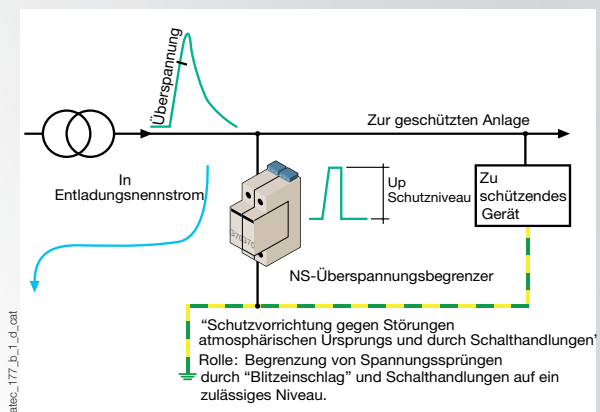 Überspannung
Zur geschützten Anlage
In
Entladungsnennstrom
Up
Schutzniveau
Zu
schützendes
Gerät
NS-Überspannungsbegrenzer
“Schutzvorrichtung gegen Störungen
atmosphärischen Ursprungs und durch Schalthandlungen’
Rolle: Begrenzung von Spannungssprüngen
durch “Blitzeinschlag” und Schalthandlungen auf ein
zulässiges Niveau.
atec_177_b_1_d_cat